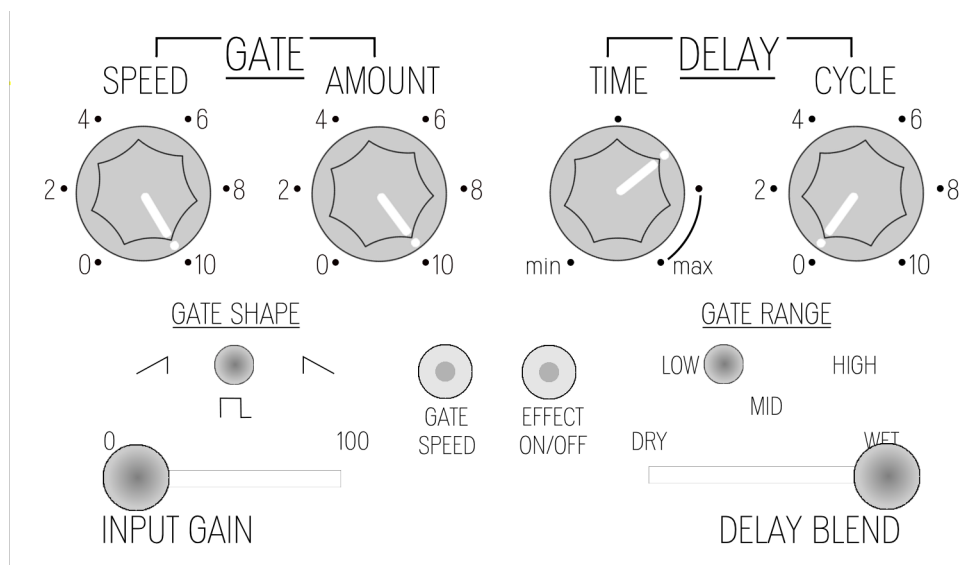 GATE
DELAY
SPEED
AMOUNT
TIME
CYCLE
4
6
4
6
4
6
2
8
2
8
2
8
0
10
0
10
min
max
0
10
GATE SHAPE
GATE RANGE
LOW
HIGH
MID
GATE
SPEED
EFFECT
ON/OFF
0
100
DRY
WET
INPUT GAIN
DELAY BLEND